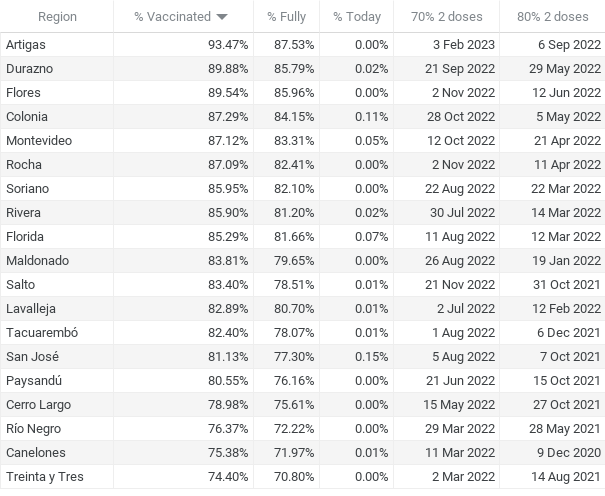 Region % Vaccinated % Fully % Today 70% 2 doses 80% 2 doses
Artigas 93.47% 87.53% 0.00% 3 Feb 2023 6 Sep 2022
Durazno 89.88% 85.79% 0.02% 21 Sep 2022 29 May 2022
Flores 89.54% 85.96% 0.00% 2 Nov 2022 12 Jun 2022
Colonia 87.29% 84.15% 0.11% 28 Oct 2022 5 May 2022
Montevideo 87.12% 83.31% 0.05% 12 Oct 2022 21 Apr 2022
Rocha 87.09% 82.41% 0.00% 2 Nov 2022 11 Apr 2022
Soriano 85.95% 82.10% 0.00% 22 Aug 2022 22 Mar 2022
Rivera 85.90% 81.20% 0.02% 30 Jul 2022 14 Mar 2022
Florida 85.29% 81.66% 0.07% 11 Aug 2022 12 Mar 2022
Maldonado 83.81% 79.65% 0.00% 26 Aug 2022 19 Jan 2022
Salto 83.40% 78.51% 0.01% 21 Nov 2022 31 Oct 2021
Lavalleja 82.89% 80.70% 0.01% 2 Jul 2022 12 Feb 2022
Tacuarembó 82.40% 78.07% 0.01% 1 Aug 2022 6 Dec 2021
San José 81.13% 77.30% 0.15% 5 Aug 2022 7 Oct 2021
Paysandú 80.55% 76.16% 0.00% 21 Jun 2022 15 Oct 2021
Cerro Largo 78.98% 75.61% 0.00% 15 May 2022 27 Oct 2021
Río Negro 76.37% 72.22% 0.00% 29 Mar 2022 28 May 2021
Canelones 75.38% 71.97% 0.01% 11 Mar 2022 9 Dec 2020
Treinta y Tres 74.40% 70.80% 0.00% 2 Mar 2022 14 Aug 2021